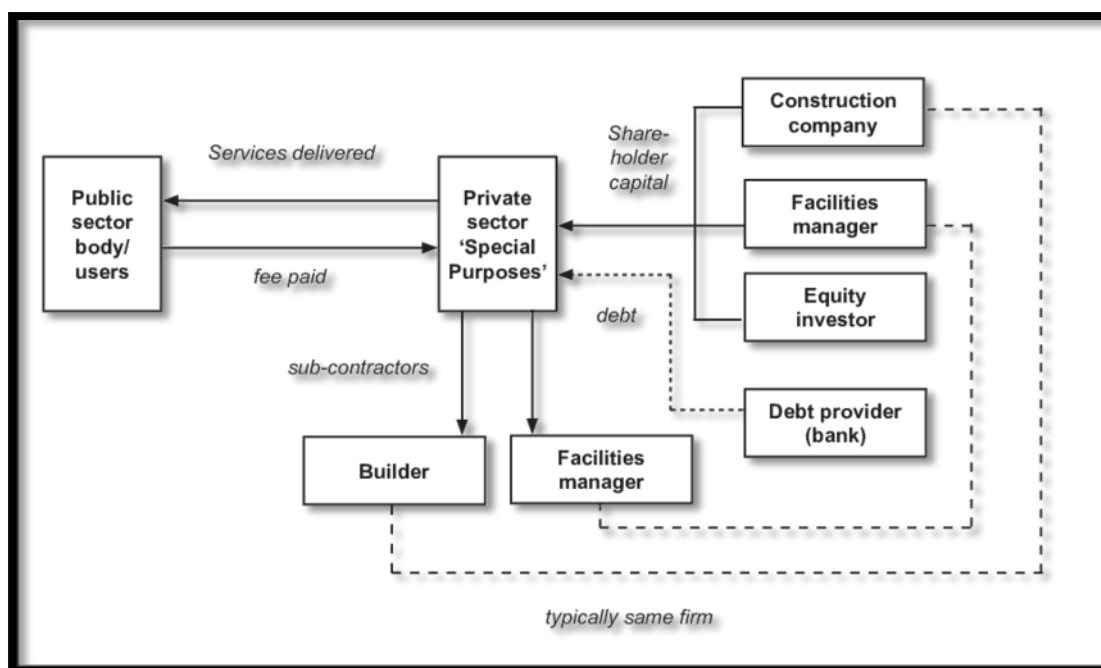 Construction
company
Share-
holder
capital
Services delivered
Public
sector
body/
users
Private
sector
‘Special
Purposes’
Facilities
manager
fee paid
Equity
investor
debt
sub-contractors
Debt provider
(bank)
Builder
Facilities
manager
typically same firm